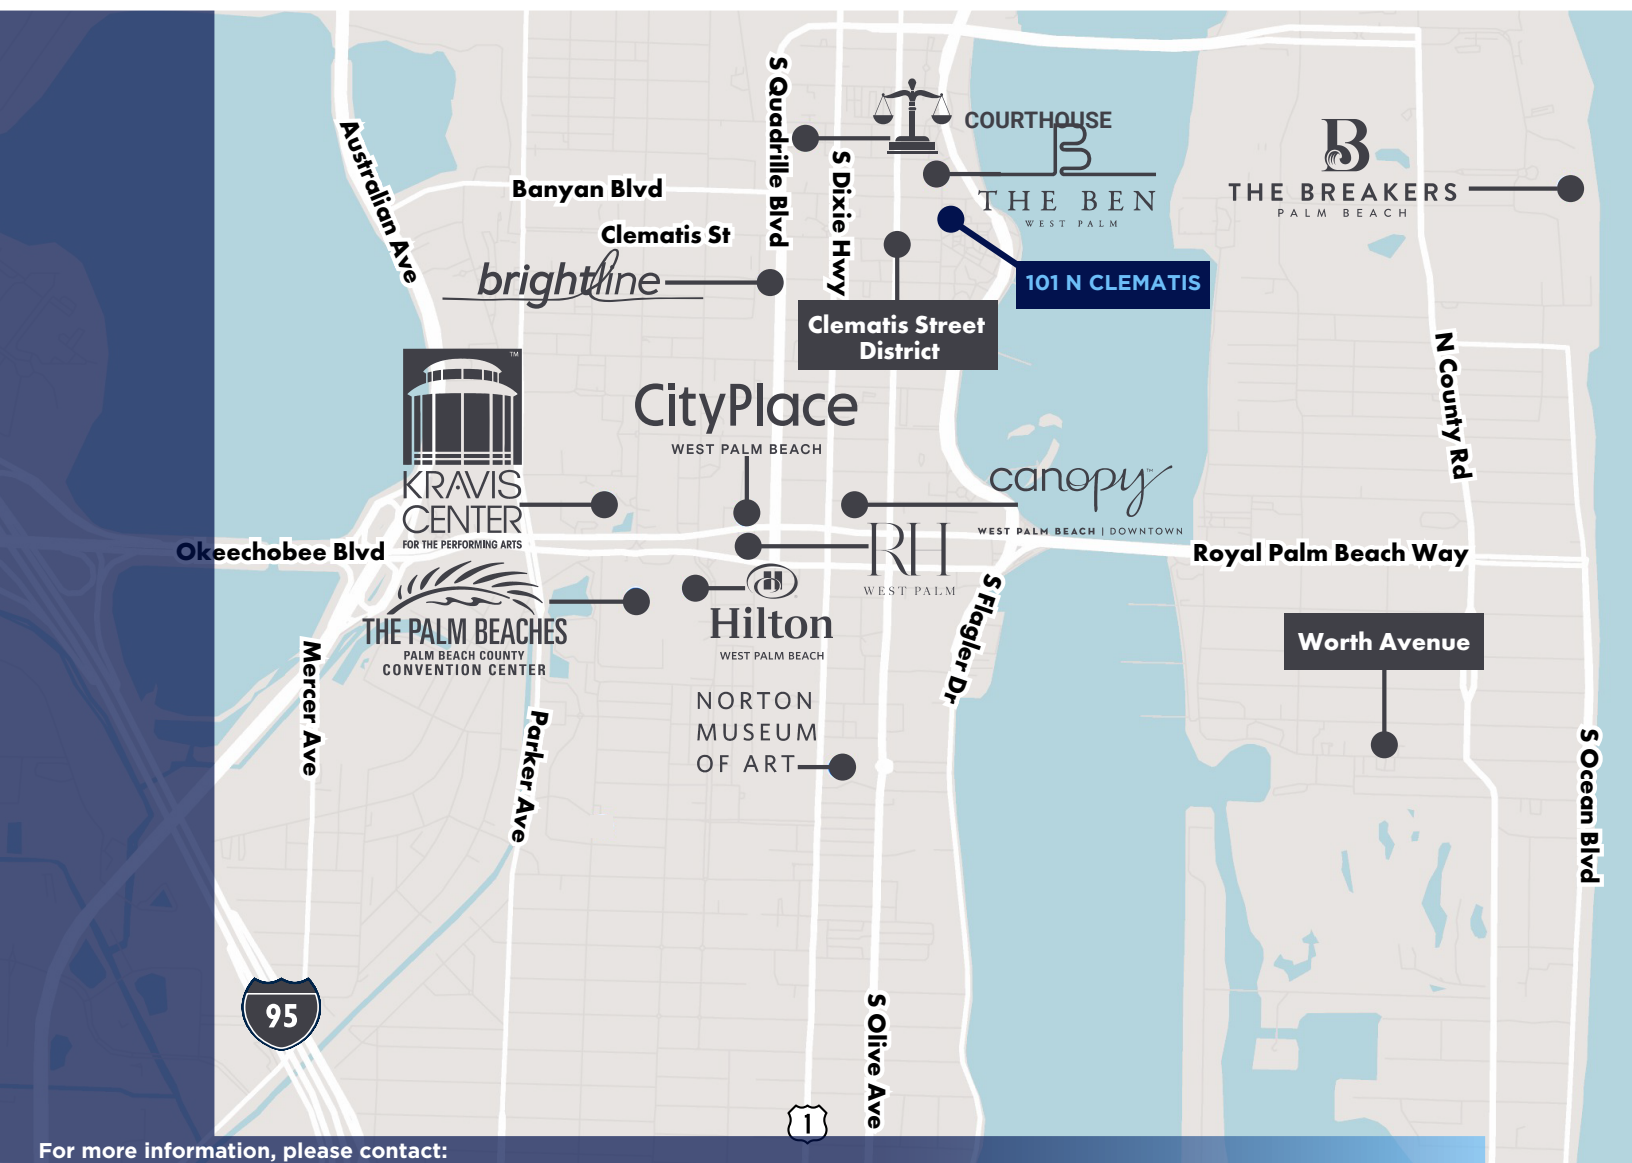 S Quadrille Blvd
Australian Ave
COURTHOUSE
S Dixie Hwy
B
THE BEN
WEST PALM
B
THE BREAKERS
PALM BEACH
Banyan Blvd
Clematis St
brightline
101 N CLEMATIS
Clematis Street
District
N County Rd
TM
KRAVIS
CENTER
FOR THE PERFORMING ARTS
CityPlace
WEST PALM BEACH
canopy™
WEST PALM BEACH | DOWNTOWN
RH
WEST PALM
Okeechobee Blvd
Royal Palm Beach Way
THE PALM BEACHES
PALM BEACH COUNTY
CONVENTION CENTER
H
Hilton
WEST PALM BEACH
S Flagler Dr
Worth Avenue
Mercer Ave
Parker Ave
NORTON
MUSEUM
OF ART
S Ocean Blvd
95
S Olive Ave
1
For more information, please contact: